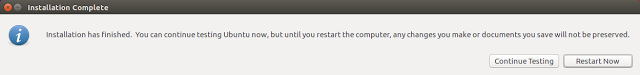 Installation Complete
Installation has finished.  You can continue testing Ubuntu now, but until you restart the computer, any changes you make or documents you save will not be preserved.
Continue Testing Restart Now